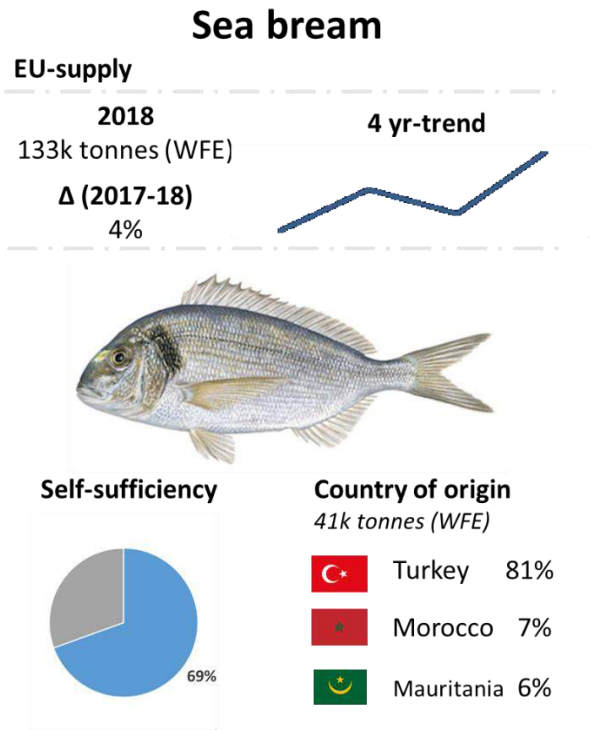 Sea bream
EU-supply
2018
133k tonnes (WFE)
Δ (2017-18)
4%
4 yr-trend
Self-sufficiency
69%
Country of origin
41k tonnes (WFE)
Turkey 81%
Morocco 7%
Mauritania 6%